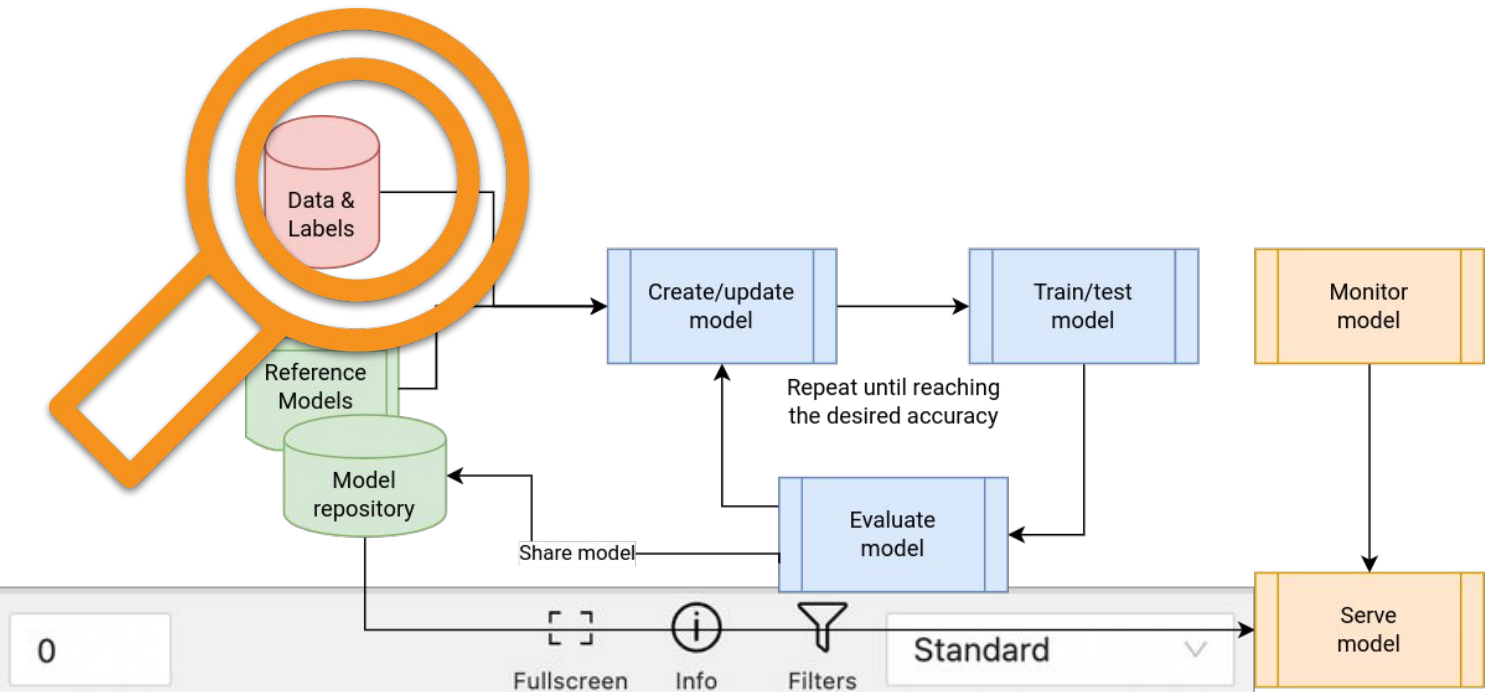 Data &
Labels
Create/update
model
Train/test
model
Monitor
model
Reference
Models
Repeat until reaching
the desired accuracy
Model
repository
Evaluate
model
Share model
Serve
model
0
Fullscreen
Info
Filters
Standard